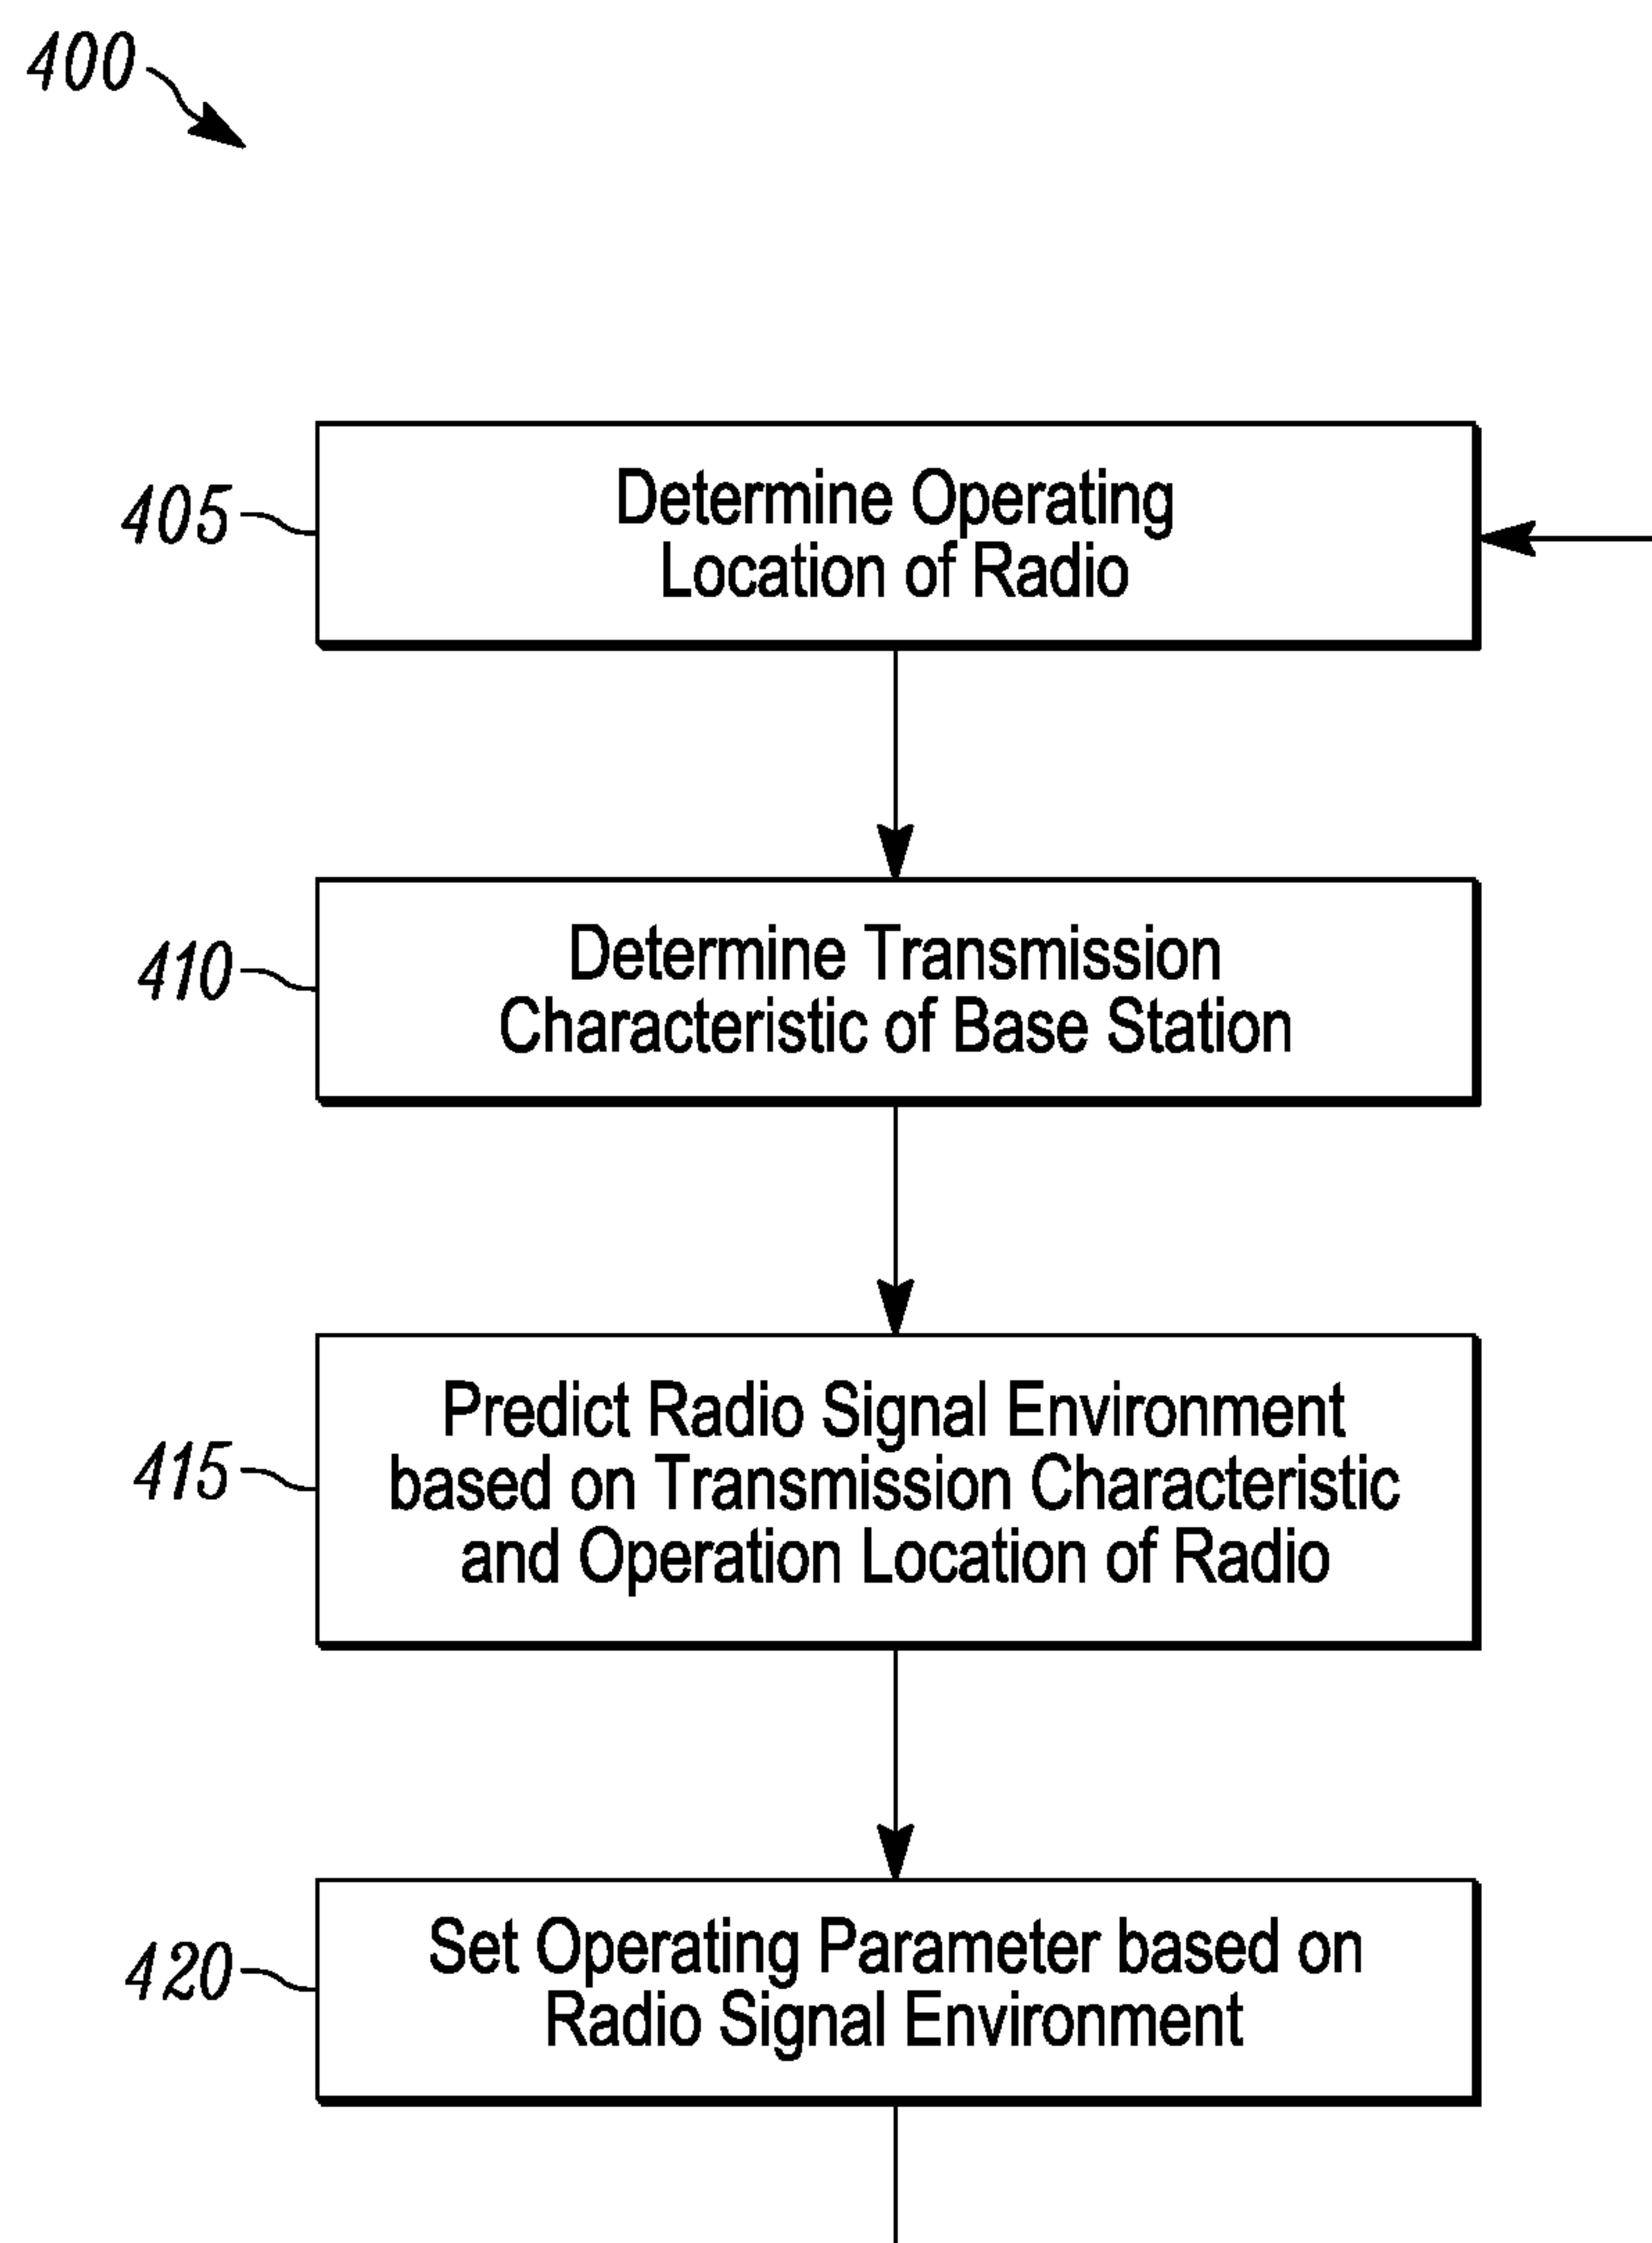 400
405
Determine Operating
Location of Radio
410
Determine Transmission
Characteristic of Base Station
415
Predict Radio Signal Environment
based on Transmission Characteristic
and Operation Location of Radio
420
Set Operating Parameter based on
Radio Signal Environment